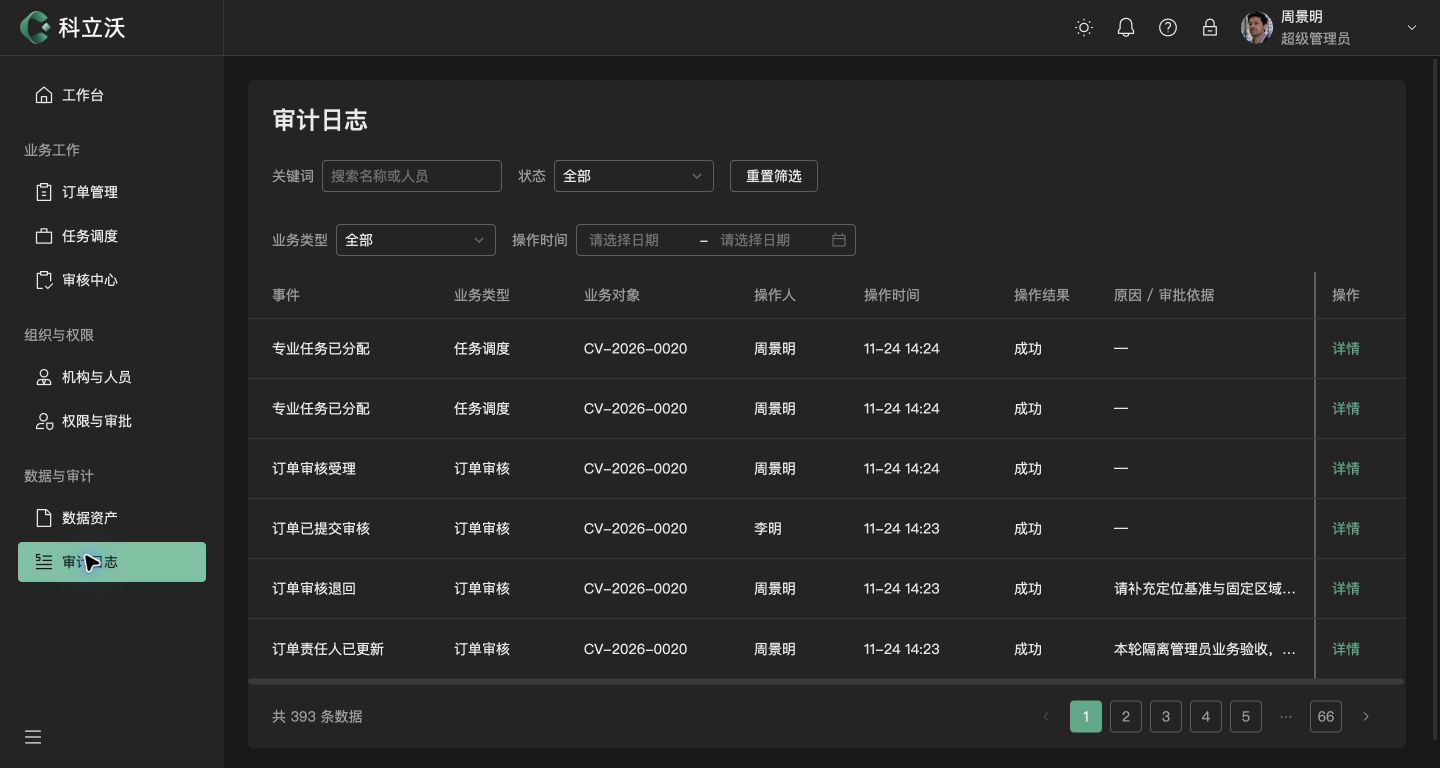 科立沃
周景明
超级管理员
工作台
业务工作
订单管理
任务调度
审核中心
组织与权限
机构与人员
权限与审批
数据与审计
数据资产
审计日志
审计日志
关键词 搜索名称或人员 状态 全部 重置筛选
业务类型 全部 操作时间 请选择日期 – 请选择日期
事件 业务类型 业务对象 操作人 操作时间 操作结果 原因 / 审批依据 操作
专业任务已分配 任务调度 CV-2026-0020 周景明 11-24 14:24 成功 — 详情
专业任务已分配 任务调度 CV-2026-0020 周景明 11-24 14:24 成功 — 详情
订单审核受理 订单审核 CV-2026-0020 周景明 11-24 14:24 成功 — 详情
订单已提交审核 订单审核 CV-2026-0020 李明 11-24 14:23 成功 — 详情
订单审核退回 订单审核 CV-2026-0020 周景明 11-24 14:23 成功 请补充定位基准与固定区域... 详情
订单责任人已更新 订单审核 CV-2026-0020 周景明 11-24 14:23 成功 本轮隔离管理员业务验收，... 详情
共 393 条数据 1 2 3 4 5 ... 66